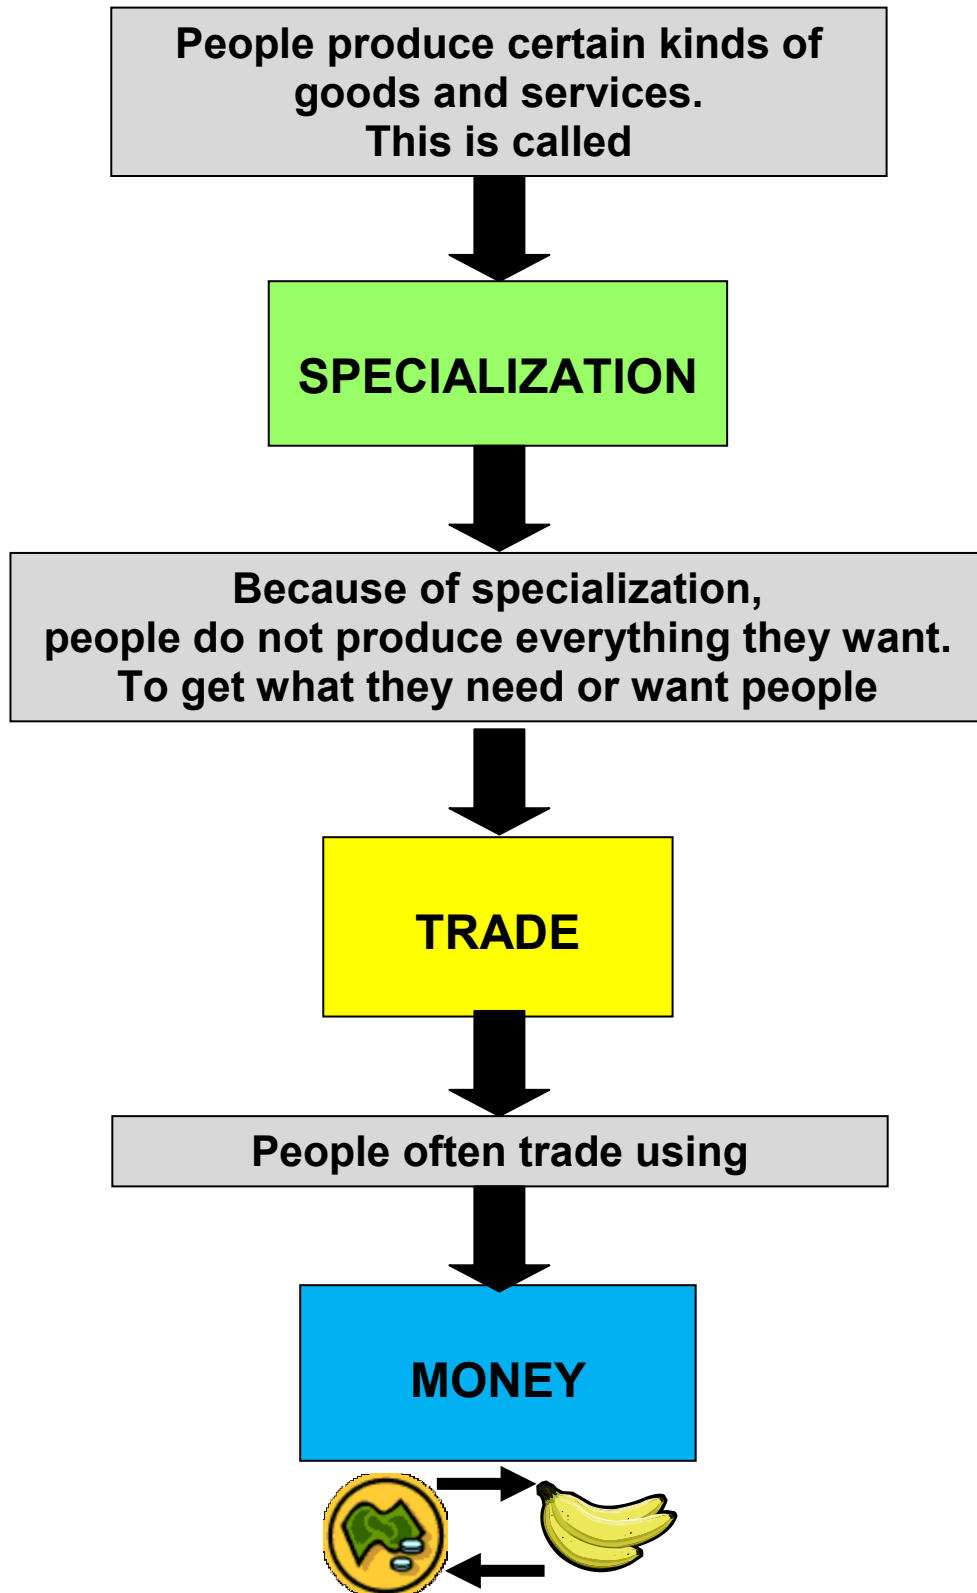 People produce certain kinds of
goods and services.
This is called
SPECIALIZATION
Because of specialization,
people do not produce everything they want.
To get what they need or want people
TRADE
People often trade using
MONEY